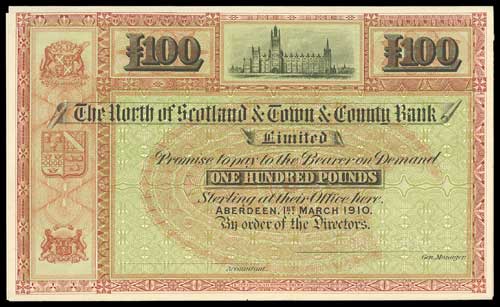 £100 £100
The North of Scotland & Town & County Bank
Limited
Promise to pay to the Bearer on Demand
ONE HUNDRED POUNDS
Sterling at their Office here.
ABERDEEN. 1ST MARCH 1910.
By order of the Directors.
Gen. Manager.
Accountant.